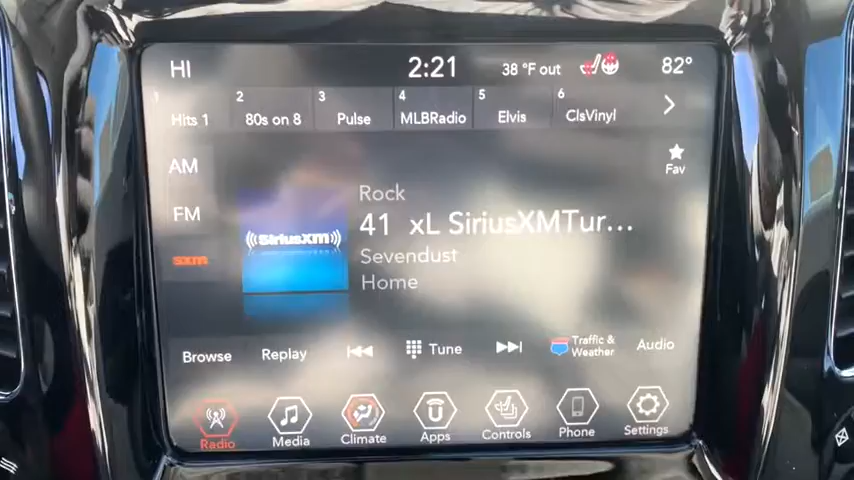 HI 2:21 38 °F out 82°
1 2 3 4 5 6
Hits 1 80s on 8 Pulse MLBRadio Elvis ClsVinyl
AM
FM
sxm
Fav
SiriusXM
Rock
41 xL SiriusXMTur...
Sevendust
Home
Browse Replay Tune Traffic & Weather Audio
Radio Media Climate Apps Controls Phone Settings